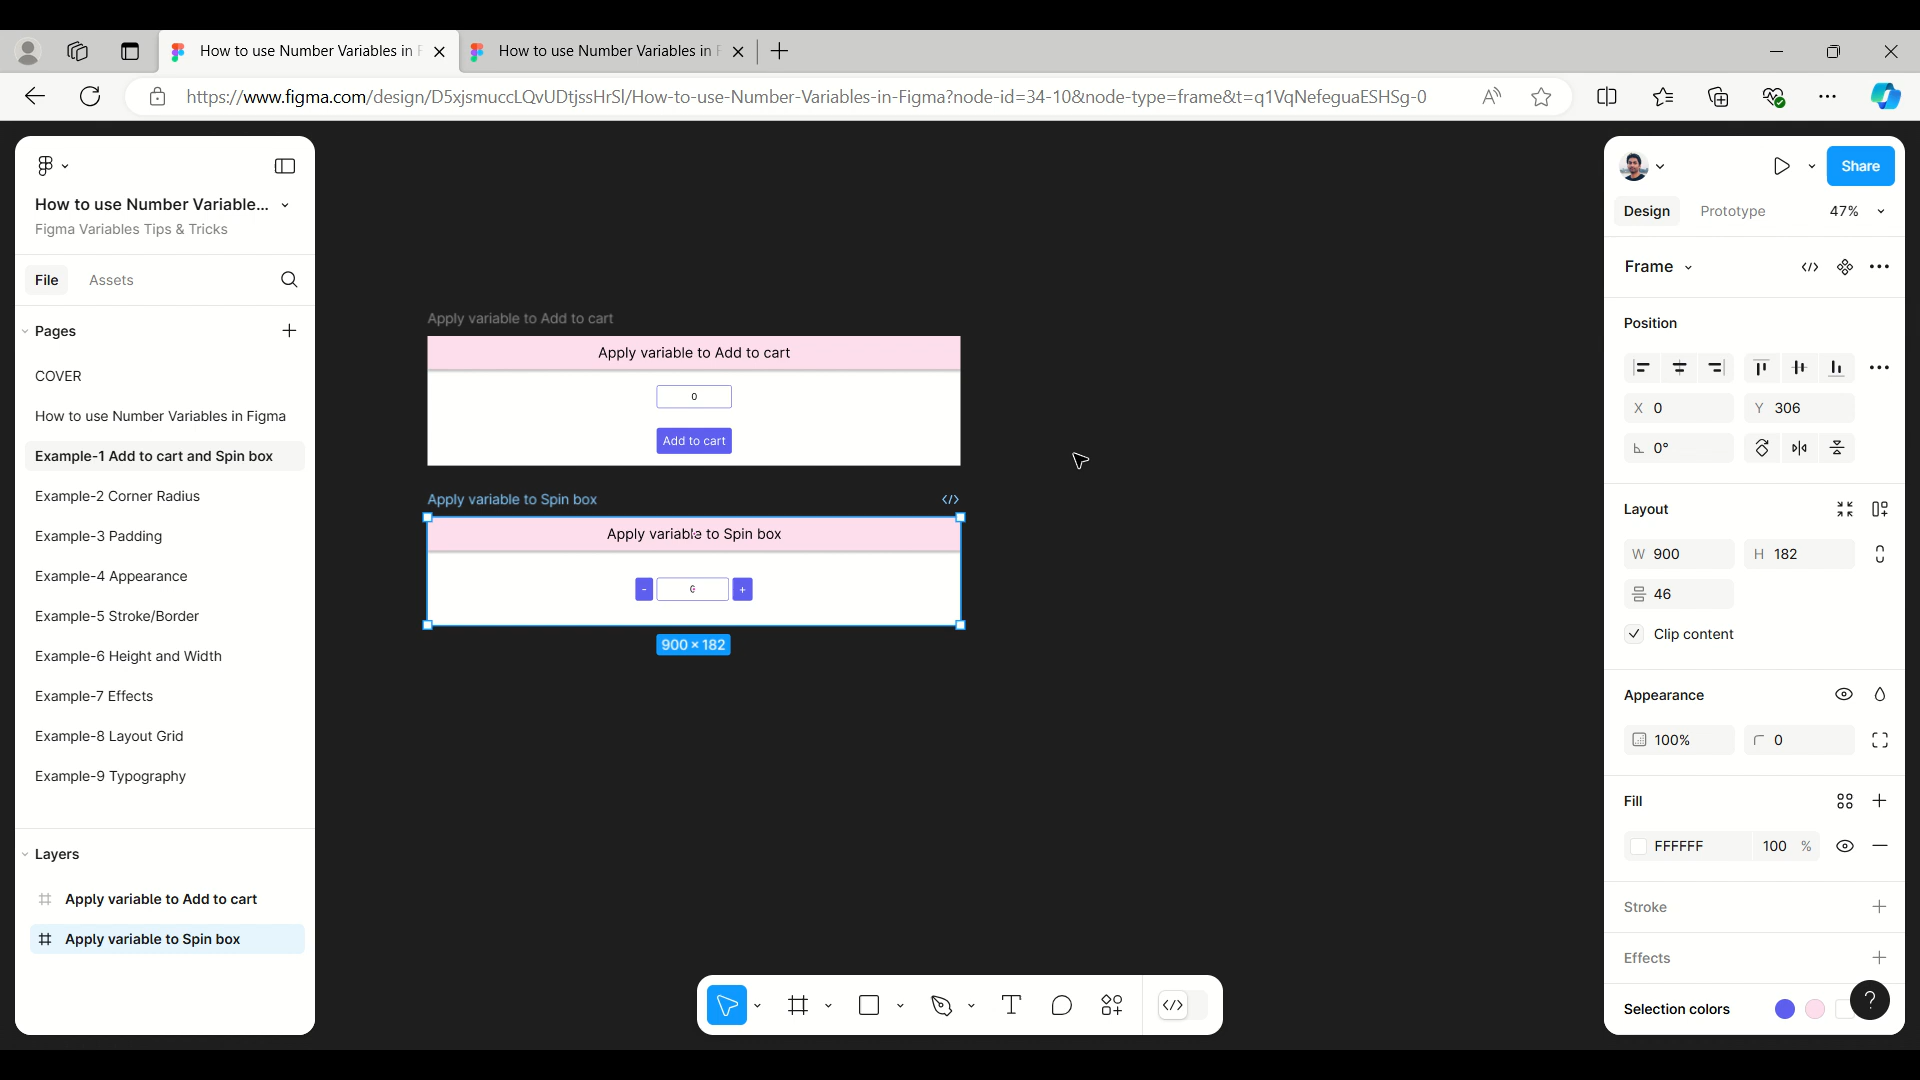 How to use Number Variables in F
How to use Number Variables in F
https://www.figma.com/design/D5xjsmuccLQvUDtjssHrSl/How-to-use-Number-Variables-in-Figma?node-id=34-10&node-type=frame&t=q1VqNefeguaESHSg-0
How to use Number Variable...
Figma Variables Tips & Tricks
File
Assets
Pages
COVER
How to use Number Variables in Figma
Example-1 Add to cart and Spin box
Example-2 Corner Radius
Example-3 Padding
Example-4 Appearance
Example-5 Stroke/Border
Example-6 Height and Width
Example-7 Effects
Example-8 Layout Grid
Example-9 Typography
Layers
Apply variable to Add to cart
Apply variable to Spin box
Apply variable to Add to cart
Apply variable to Add to cart
0
Add to cart
Apply variable to Spin box
Apply variable to Spin box
-
+
900 × 182
Share
Design
Prototype
47%
Frame
Position
X 0
Y 306
0°
Layout
W 900
H 182
46
Clip content
Appearance
100%
0
Fill
FFFFFF
100 %
Stroke
Effects
Selection colors
?